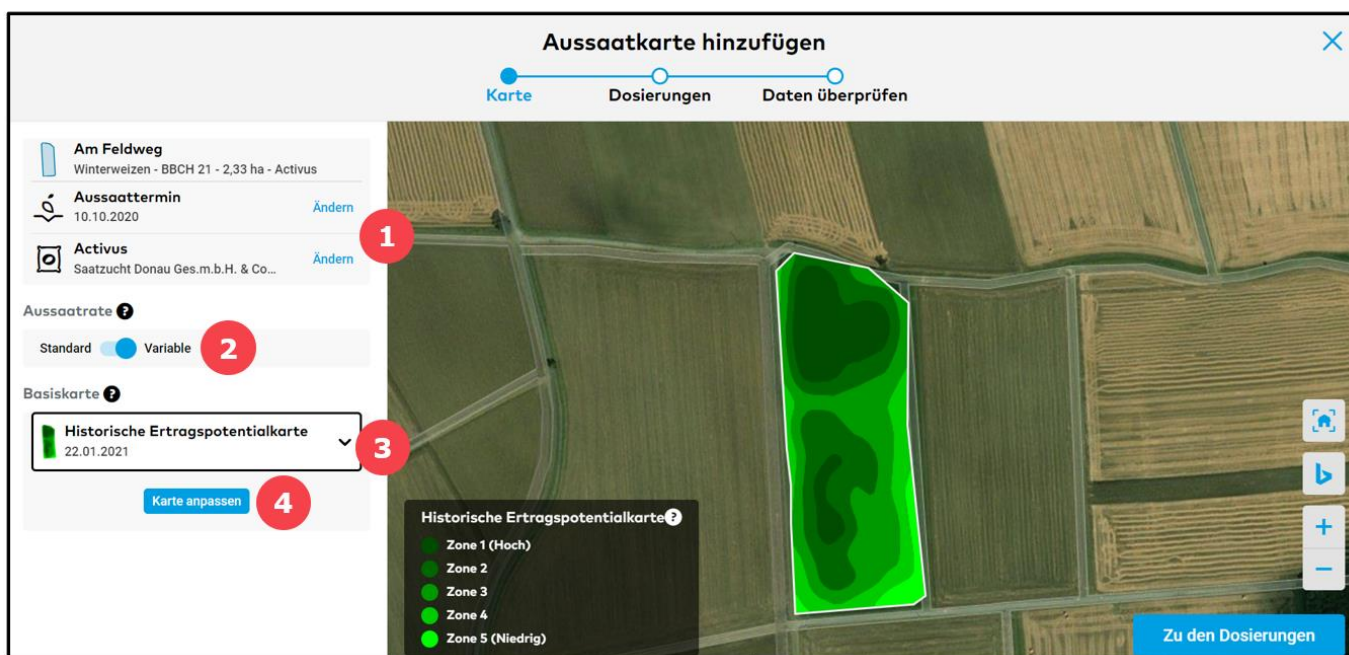 Aussaatkarte hinzufügen
Karte
Dosierungen
Daten überprüfen
Am Feldweg
Winterweizen - BBCH 21 - 2,33 ha - Activus
Aussaattermin
10.10.2020
Ändern
1
Activus
Saatzucht Donau Ges.m.b.H. & Co...
Ändern
Aussaatrate ?
Standard
Variable
2
Basiskarte ?
Historische Ertragspotentialkarte
22.01.2021
3
Karte anpassen
4
Historische Ertragspotentialkarte ?
Zone 1 (Hoch)
Zone 2
Zone 3
Zone 4
Zone 5 (Niedrig)
+
−
Zu den Dosierungen